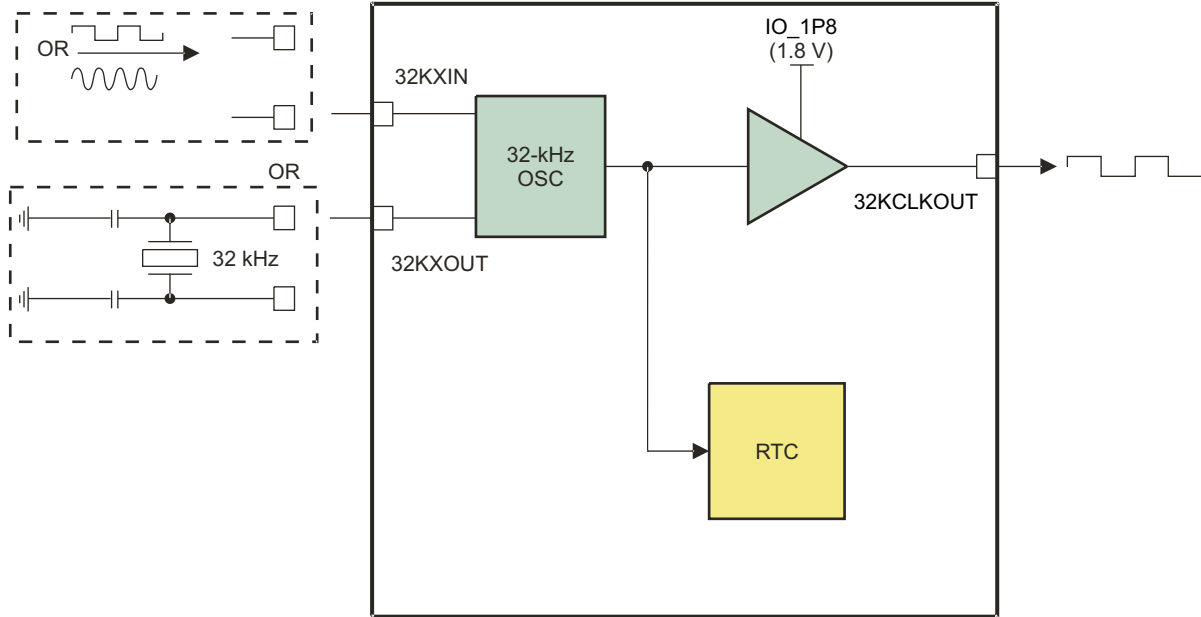 OR
IO_1P8
(1.8 V)
32KXIN
32-kHz
OSC
OR
32KCLKOUT
32KXOUT
32 kHz
RTC